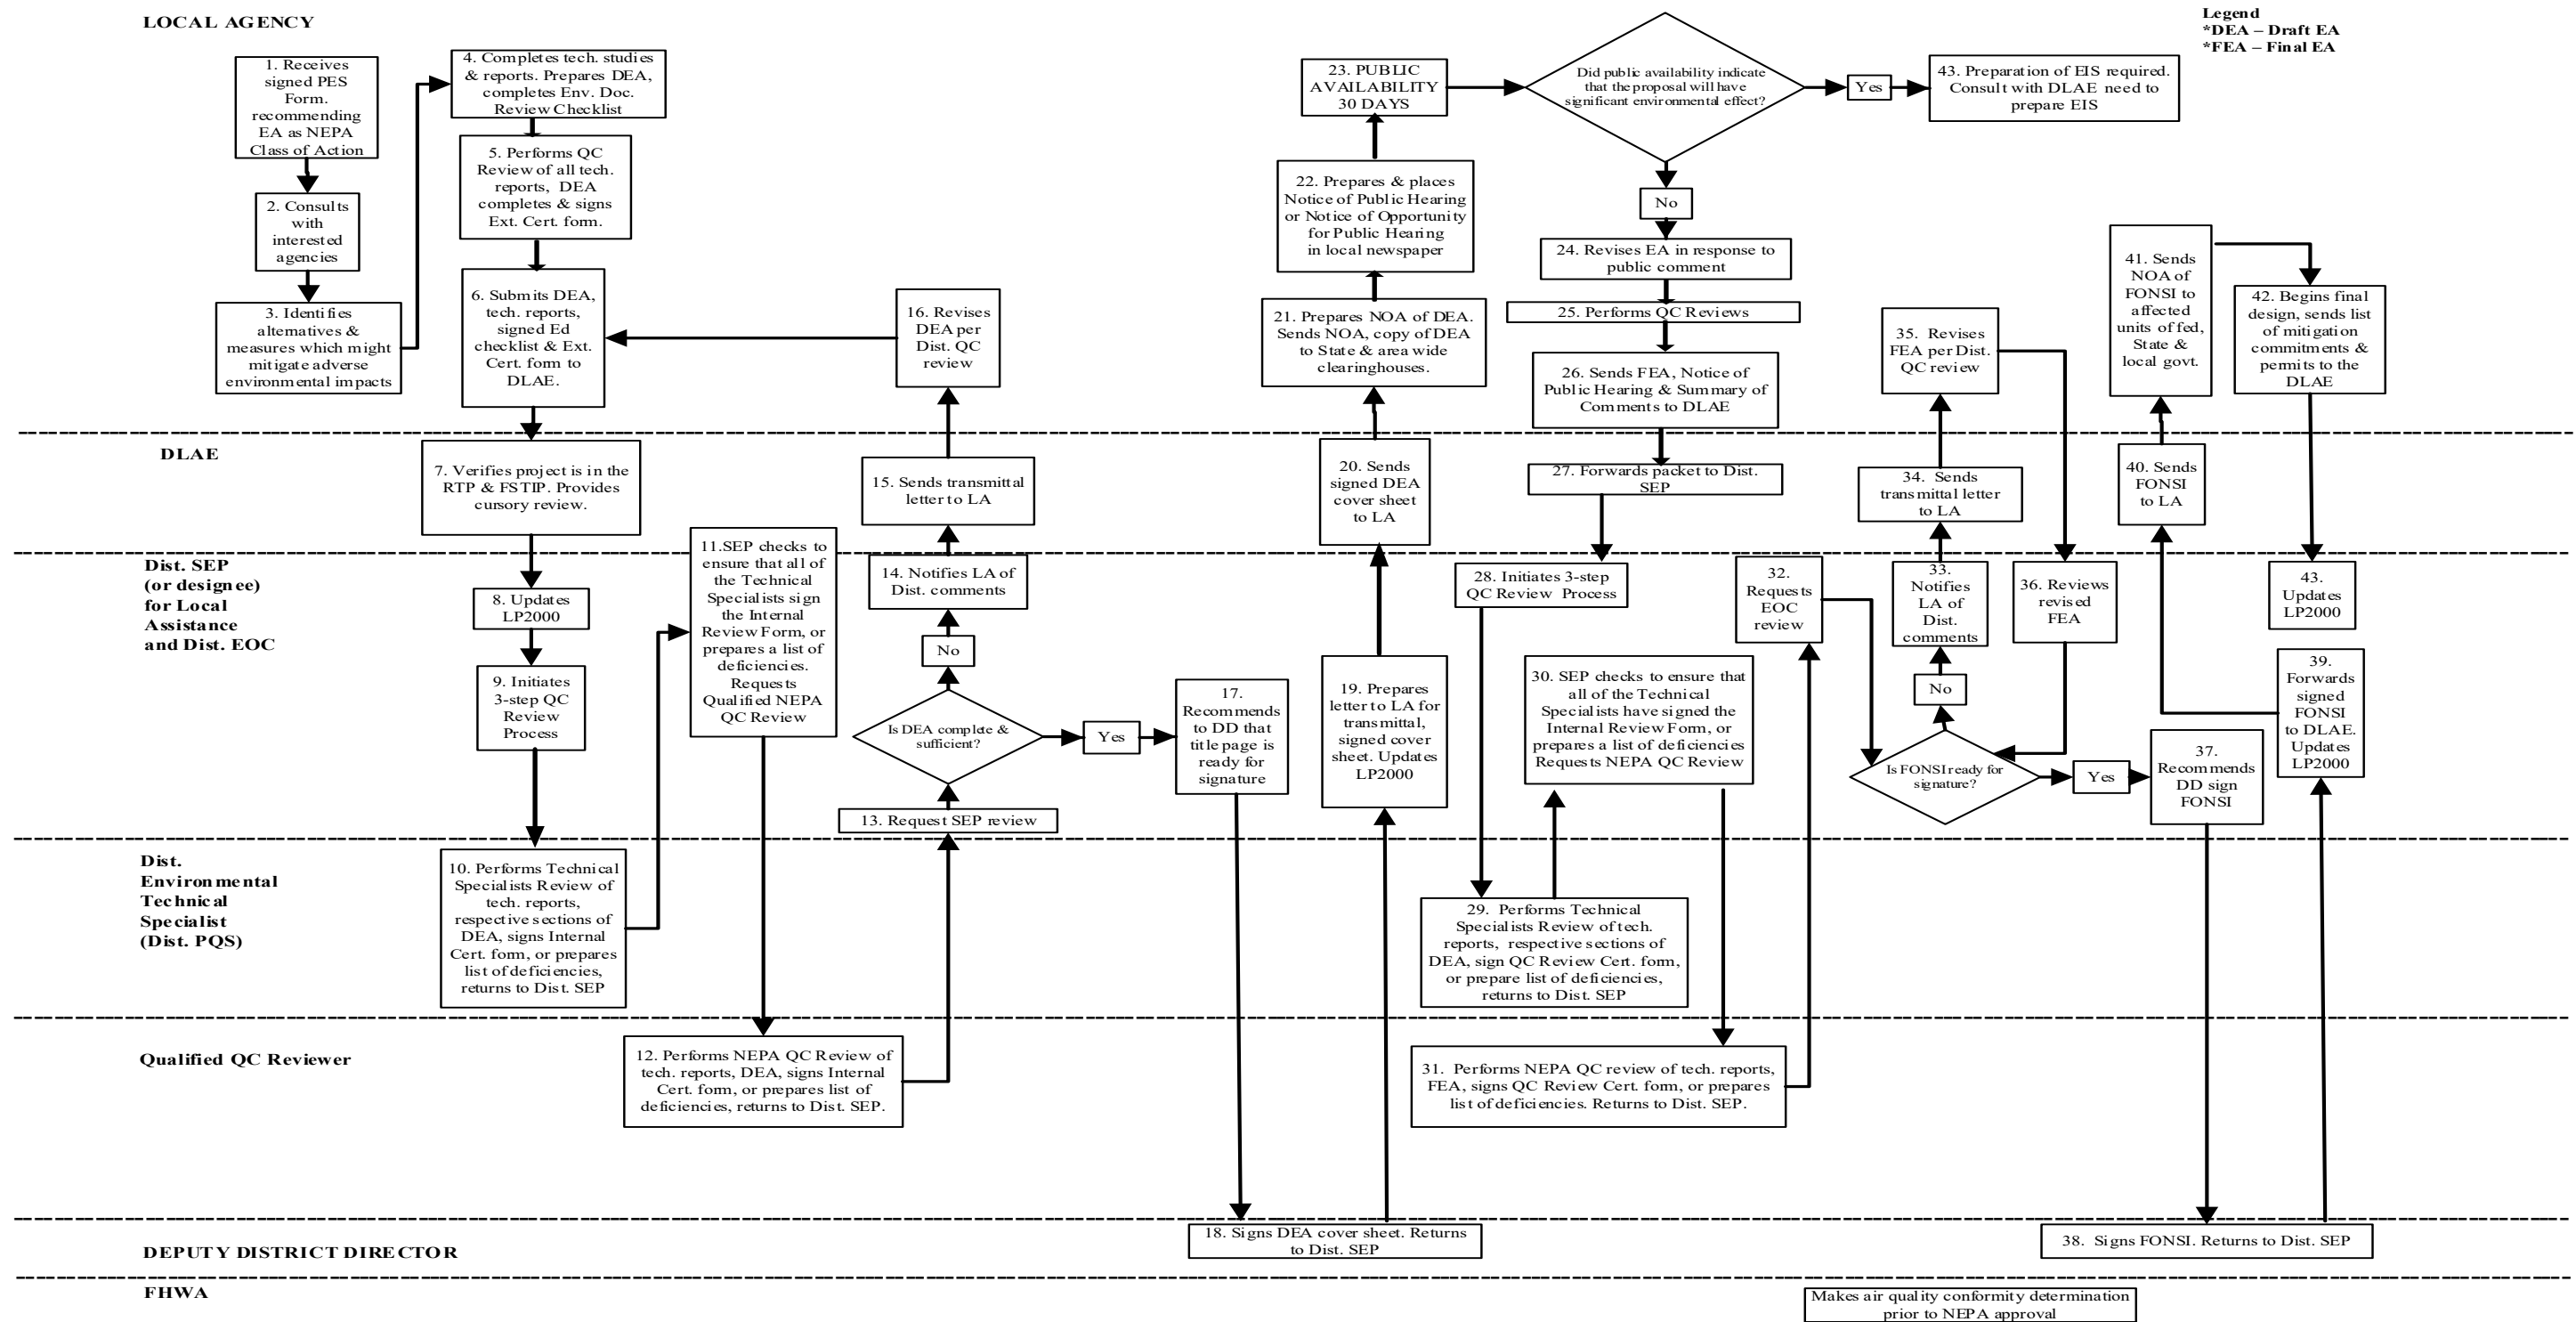 LOCAL AGENCY
Legend
*DEA – Draft EA
*FEA – Final EA
1. Receives
signed PES
Form.
recommending
EA as NEPA
Class of Action
2. Consults
with
interested
agencies
3. Identifies
alternatives &
measures which might
mitigate adverse
environmental impacts
4. Completes tech. studies
& reports. Prepares DEA,
completes Env. Doc.
Review Checklist
5. Performs QC
Review of all tech.
reports, DEA
completes & signs
Ext. Cert. form.
6. Submits DEA,
tech. reports,
signed Ed
checklist & Ext.
Cert. form to
DLAE.
16. Revises
DEA per
Dist. QC
review
23. PUBLIC
AVAILABILITY
30 DAYS
22. Prepares & places
Notice of Public Hearing
or Notice of Opportunity
for Public Hearing
in local newspaper
21. Prepares NOA of DEA.
Sends NOA, copy of DEA
to State & area wide
clearinghouses.
Did public availability indicate
that the proposal will have
significant environmental effect?
Yes
43. Preparation of EIS required.
Consult with DLAE need to
prepare EIS
No
24. Revises EA in response to
public comment
25. Performs QC Reviews
26. Sends FEA, Notice of
Public Hearing & Summary of
Comments to DLAE
35. Revises
FEA per Dist.
QC review
41. Sends
NOA of
FONSI to
affected
units of fed,
State &
local govt.
42. Begins final
design, sends list
of mitigation
commitments &
permits to the
DLAE
DLAE
7. Verifies project is in the
RTP & FSTIP. Provides
cursory review.
15. Sends transmittal
letter to LA
20. Sends
signed DEA
cover sheet
to LA
27. Forwards packet to Dist.
SEP
34. Sends
transmittal letter
to LA
40. Sends
FONSI
to LA
Dist. SEP
(or designee)
for Local
Assistance
and Dist. EOC
8. Updates
LP2000
9. Initiates
3-step QC
Review
Process
11.SEP checks to
ensure that all of
the Technical
Specialists sign
the Internal
Review Form, or
prepares a list of
deficiencies.
Requests
Qualified NEPA
QC Review
14. Notifies LA of
Dist. comments
No
Is DEA complete &
sufficient?
Yes
13. Request SEP review
17.
Recommends
to DD that
title page is
ready for
signature
19. Prepares
letter to LA for
transmittal,
signed cover
sheet. Updates
LP2000
28. Initiates 3-step
QC Review Process
30. SEP checks to ensure that
all of the Technical
Specialists have signed the
Internal Review Form, or
prepares a list of deficiencies
Requests NEPA QC Review
32.
Requests
EOC
review
33.
Notifies
LA of
Dist.
comments
No
Is FONSI ready for
signature?
Yes
36. Reviews
revised
FEA
37.
Recommends
DD sign
FONSI
39.
Forwards
signed
FONSI
to DLAE.
Updates
LP2000
43.
Updates
LP2000
Dist.
Environmental
Technical
Specialist
(Dist. PQS)
10. Performs Technical
Specialists Review of
tech. reports,
respective sections of
DEA, signs Internal
Cert. form, or prepares
list of deficiencies,
returns to Dist. SEP
29. Performs Technical
Specialists Review of tech.
reports, respective sections of
DEA, sign QC Review Cert. form,
or prepare list of deficiencies,
returns to Dist. SEP
Qualified QC Reviewer
12. Performs NEPA QC Review of
tech. reports, DEA, signs Internal
Cert. form, or prepares list of
deficiencies, returns to Dist. SEP.
31. Performs NEPA QC review of tech. reports,
FEA, signs QC Review Cert. form, or prepares
list of deficiencies. Returns to Dist. SEP.
DEPUTY DISTRICT DIRECTOR
18. Signs DEA cover sheet. Returns
to Dist. SEP
38. Signs FONSI. Returns to Dist. SEP
FHWA
Makes air quality conformity determination
prior to NEPA approval